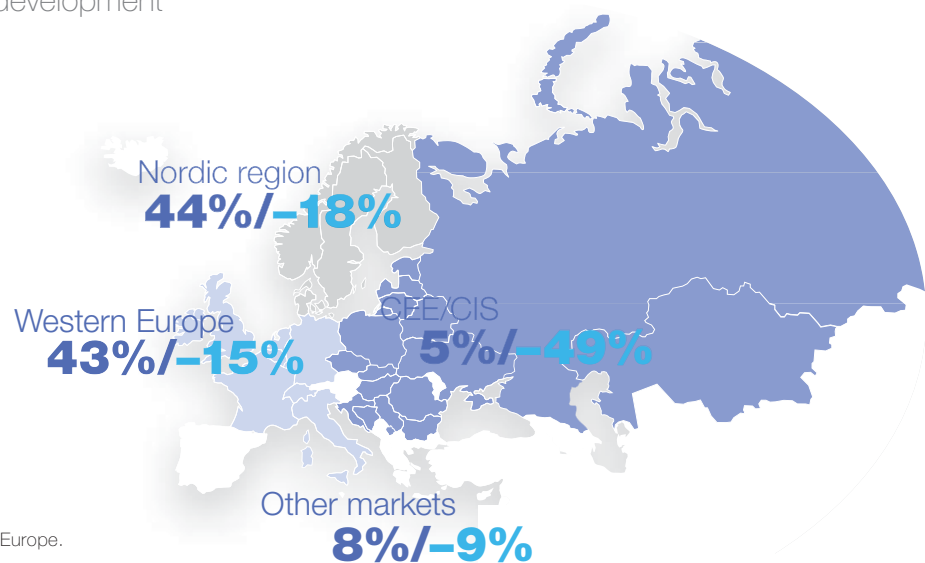 development
Nordic region
44%/–18%
CEE/CIS
5%/–49%
Western Europe
43%/–15%
Other markets
8%/–9%
Europe.